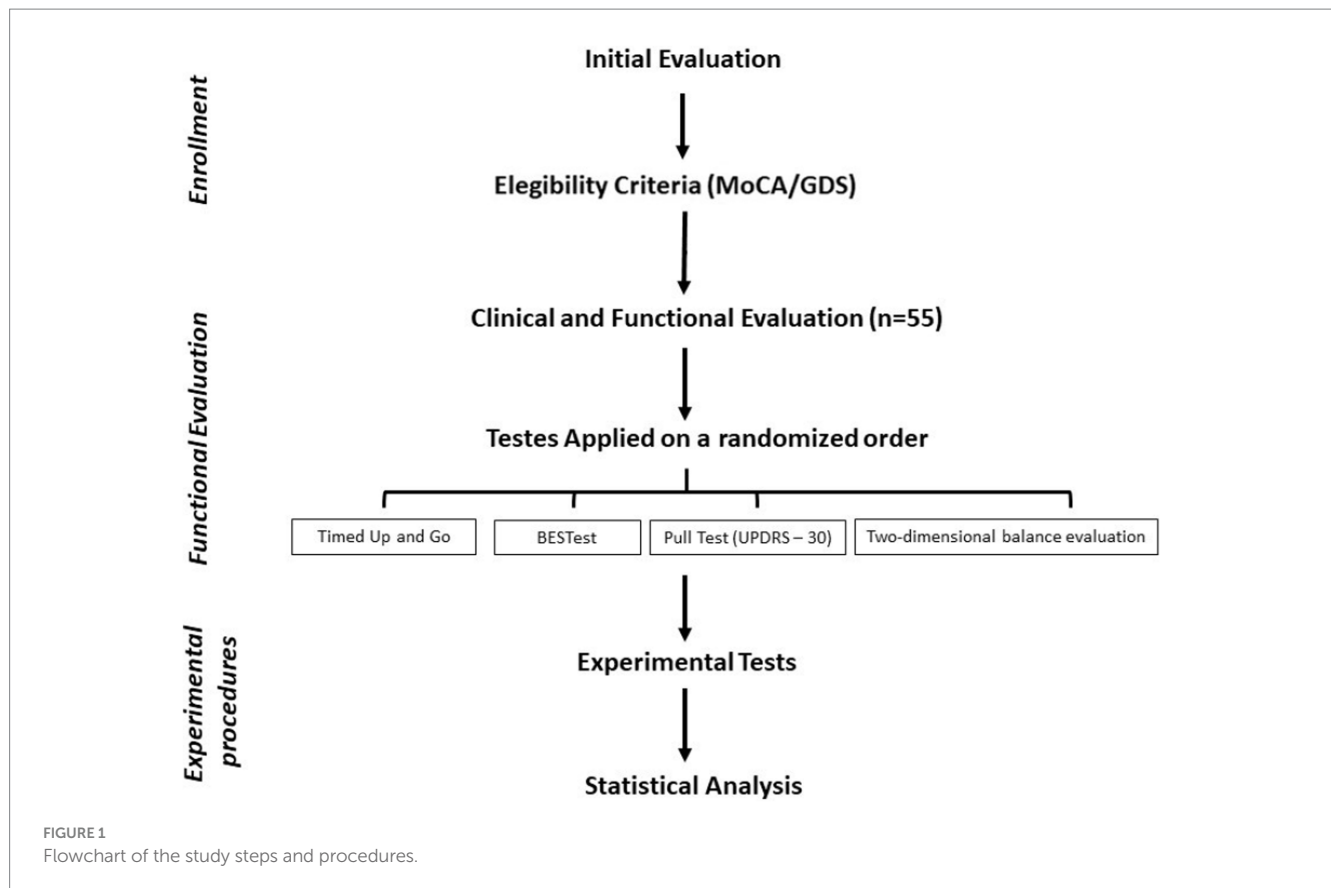 Enrollment
Initial Evaluation
Elegibility Criteria (MoCA/GDS)
Functional Evaluation
Clinical and Functional Evaluation (n=55)
Testes Applied on a randomized order
Timed Up and Go
BESTest
Pull Test (UPDRS – 30)
Two-dimensional balance evaluation
Experimental
procedures
Experimental Tests
Statistical Analysis
FIGURE 1
Flowchart of the study steps and procedures.